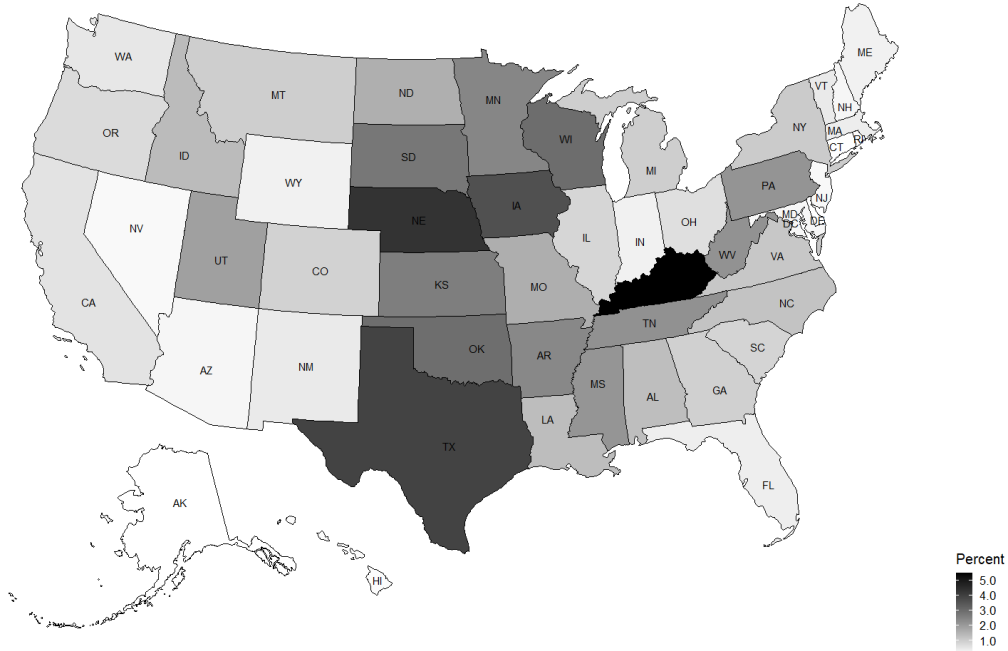 WA
ME
MT
ND
VT
MN
NH
OR
NY
MA
WI
RI
CT
ID
SD
MI
WY
PA
NJ
IA
MD
NE
OH
DE
DC
NV
IL
IN
WV
UT
VA
CO
KS
MO
CA
NC
TN
SC
OK
AR
NM
AZ
MS
GA
AL
LA
TX
FL
AK
HI
Percent
5.0
4.0
3.0
2.0
1.0